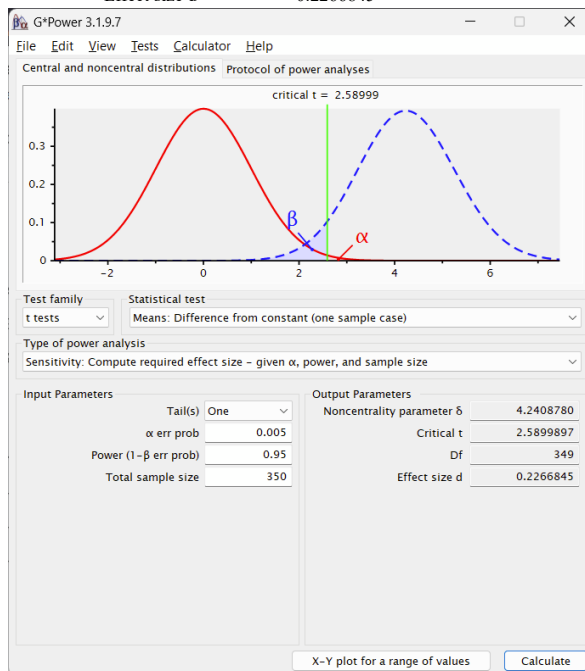 G*Power 3.1.9.7
File Edit View Tests Calculator Help
Central and noncentral distributions Protocol of power analyses
critical t = 2.58999
0.3
0.2
0.1
0
β
α
-2 0 2 4 6
Test family Statistical test
t tests Means: Difference from constant (one sample case)
Type of power analysis
Sensitivity: Compute required effect size - given α, power, and sample size
Input Parameters Output Parameters
Tail(s) One Noncentrality parameter δ 4.2408780
α err prob 0.005 Critical t 2.5899897
Power (1-β err prob) 0.95 Df 349
Total sample size 350 Effect size d 0.2266845
X-Y plot for a range of values Calculate